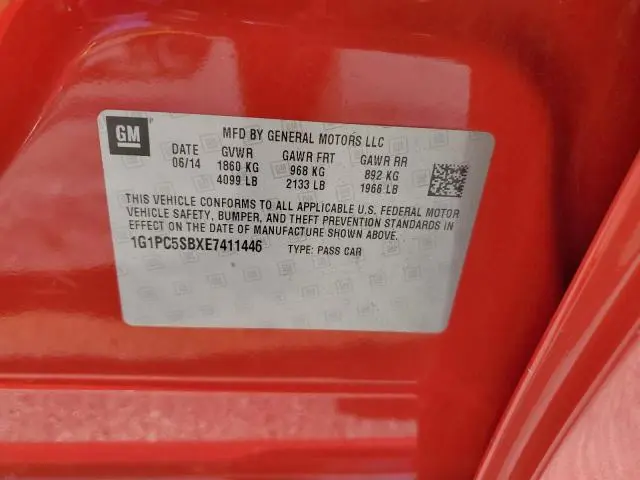 GM
MFD BY GENERAL MOTORS LLC
DATE GVWR GAWR FRT GAWR RR
06/14 1860 KG 968 KG 892 KG
4099 LB 2133 LB 1966 LB
THIS VEHICLE CONFORMS TO ALL APPLICABLE U.S. FEDERAL MOTOR
VEHICLE SAFETY, BUMPER, AND THEFT PREVENTION STANDARDS IN
EFFECT ON THE DATE OF MANUFACTURE SHOWN ABOVE.
1G1PC5SBXE7411446 TYPE: PASS CAR